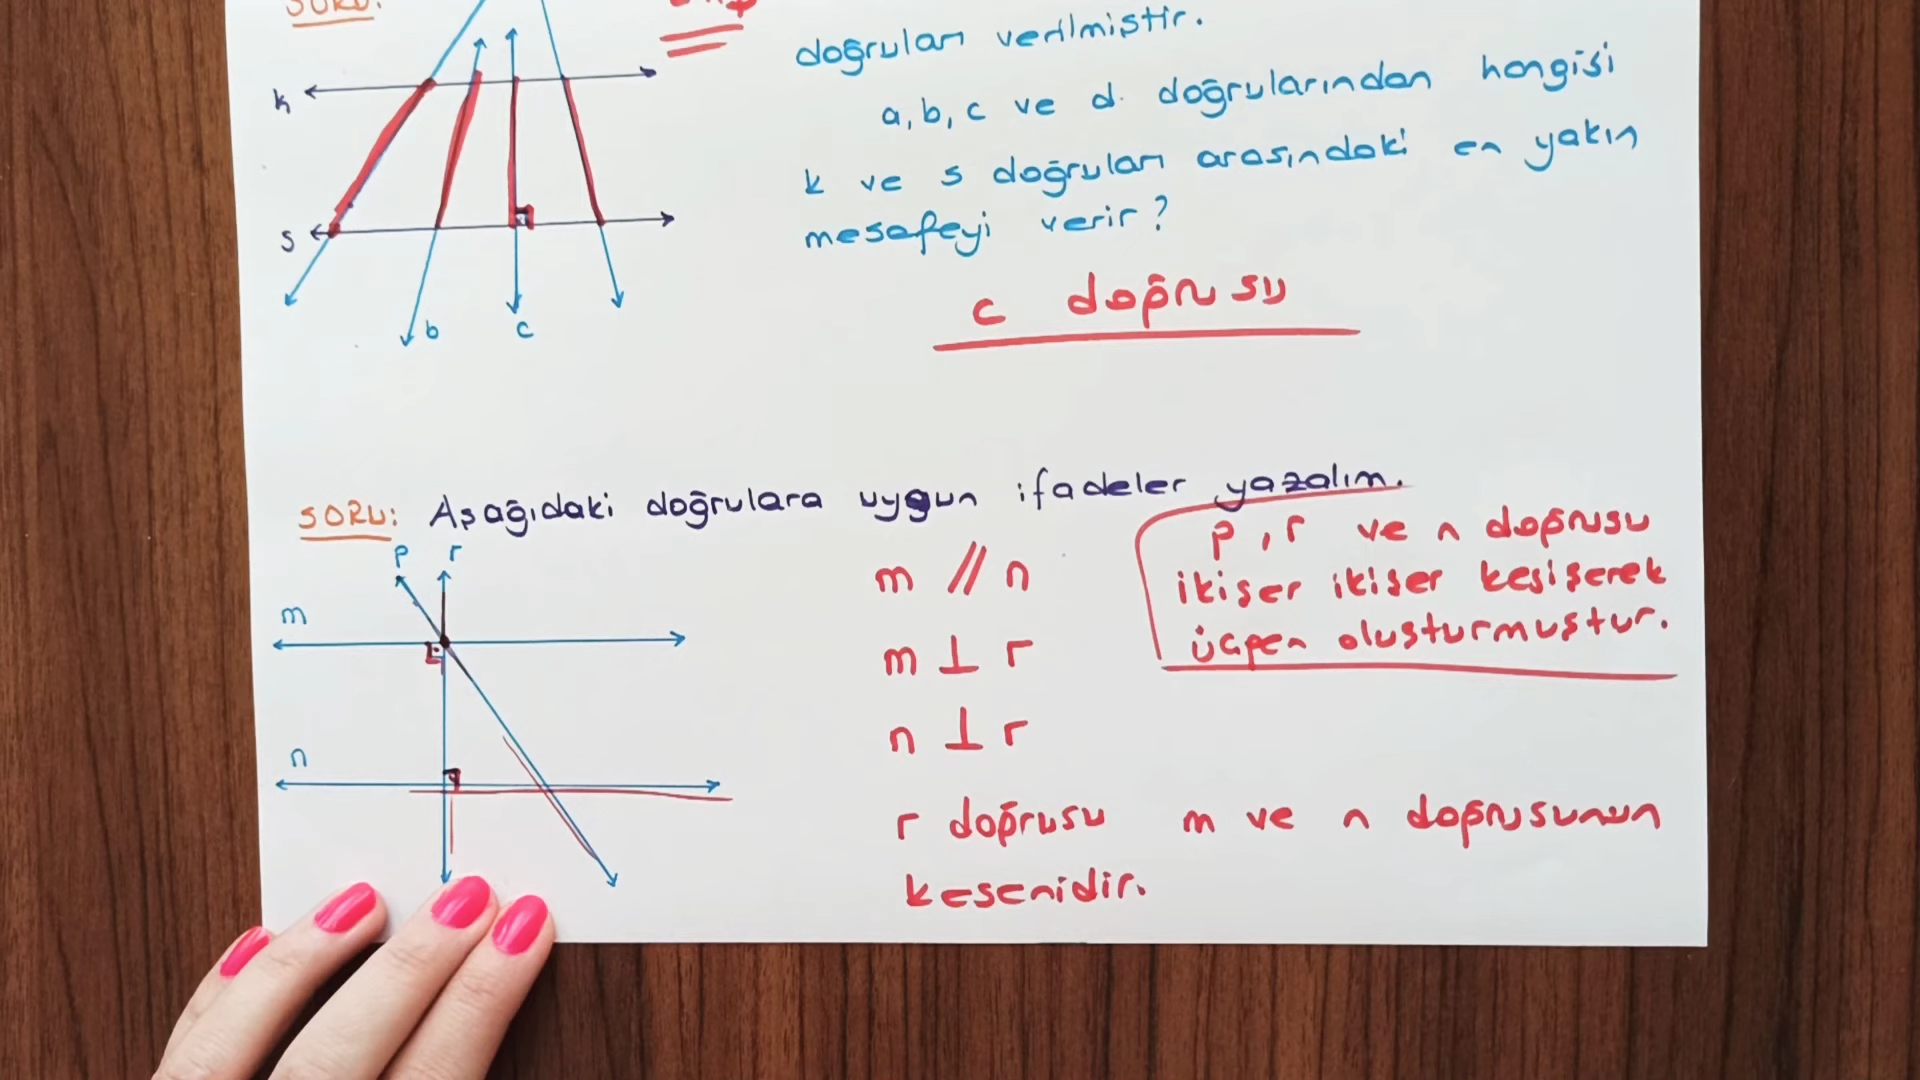 SORU:
doğruları verilmiştir.
a, b, c ve d doğrularından hangisi
k ve s doğruları arasındaki en yakın
mesafeyi verir?
k
s
b
c
c doğrusu
SORU: Aşağıdaki doğrulara uygun ifadeler yazalım.
p r
m
n
m // n
m ⊥ r
n ⊥ r
r doğrusu m ve n doğrusunun
kesenidir.
p, r ve n doğrusu
ikişer ikişer kesişerek
üçgen oluşturmuştur.